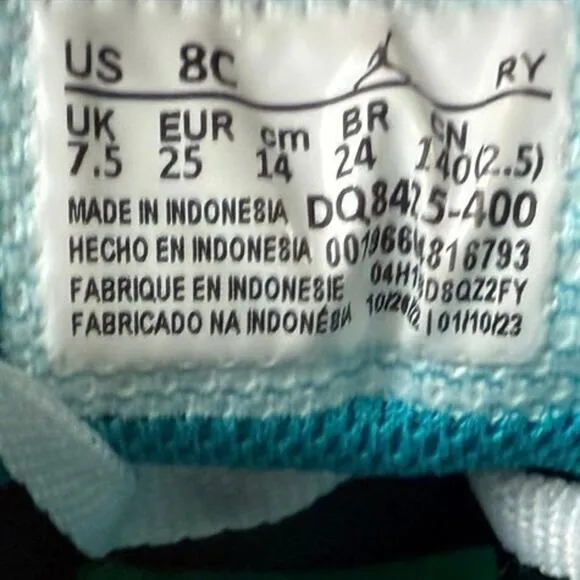 US 8C RY
UK EUR cm BR CN
7.5 25 14 24 140(2.5)
MADE IN INDONESIA DQ8425-400
HECHO EN INDONESIA
FABRIQUE EN INDONESIE
FABRICADO NA INDONÉSIA | 01/10/23